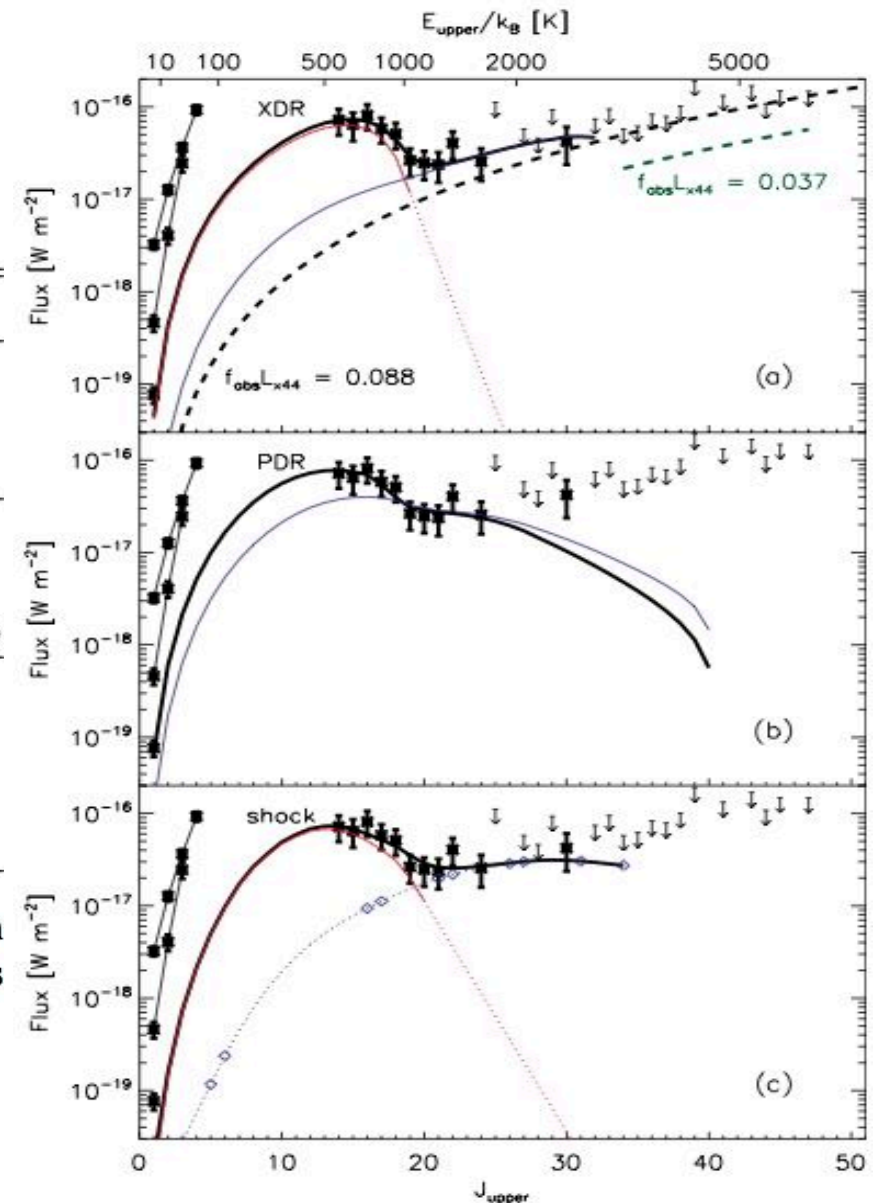 E_upper/k_B [K]
10 100 500 1000 2000 5000
10^-16
10^-17
10^-18
10^-19
Flux [W m^-2]
XDR
f_abs L_x44 = 0.037
f_abs L_x44 = 0.088
(a)
10^-16
10^-17
10^-18
10^-19
Flux [W m^-2]
PDR
(b)
10^-16
10^-17
10^-18
10^-19
Flux [W m^-2]
shock
(c)
0 10 20 30 40 50
J_upper